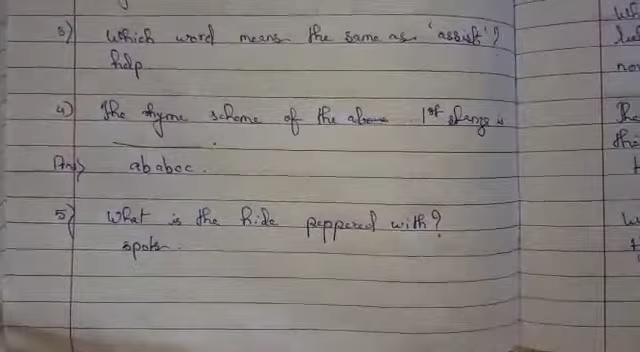 3) Which word means the same as 'assist'?
help
4) The rhyme scheme of the above 1st stanza is
________.
Ans) ababcc.
5) What is the hide peppered with?
spots.